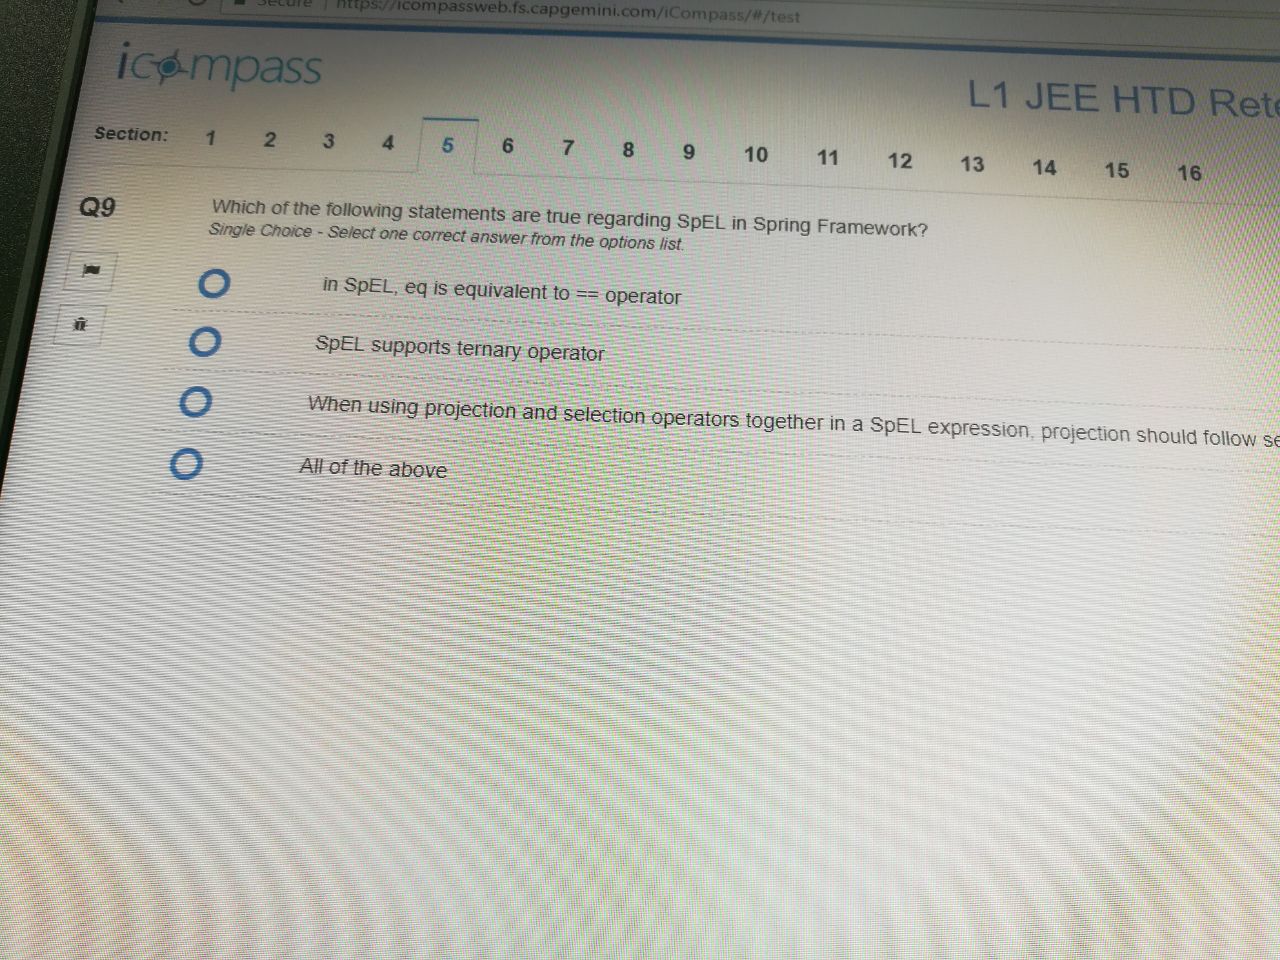 Secure https://icompassweb.fs.capgemini.com/iCompass/#/test
icompass
L1 JEE HTD
Section: 1 2 3 4 5 6 7 8 9 10 11 12 13 14 15 16
Q9 Which of the following statements are true regarding SpEL in Spring Framework?
Single Choice - Select one correct answer from the options list.
in SpEL, eq is equivalent to == operator
SpEL supports ternary operator
When using projection and selection operators together in a SpEL expression, projection should follow
All of the above